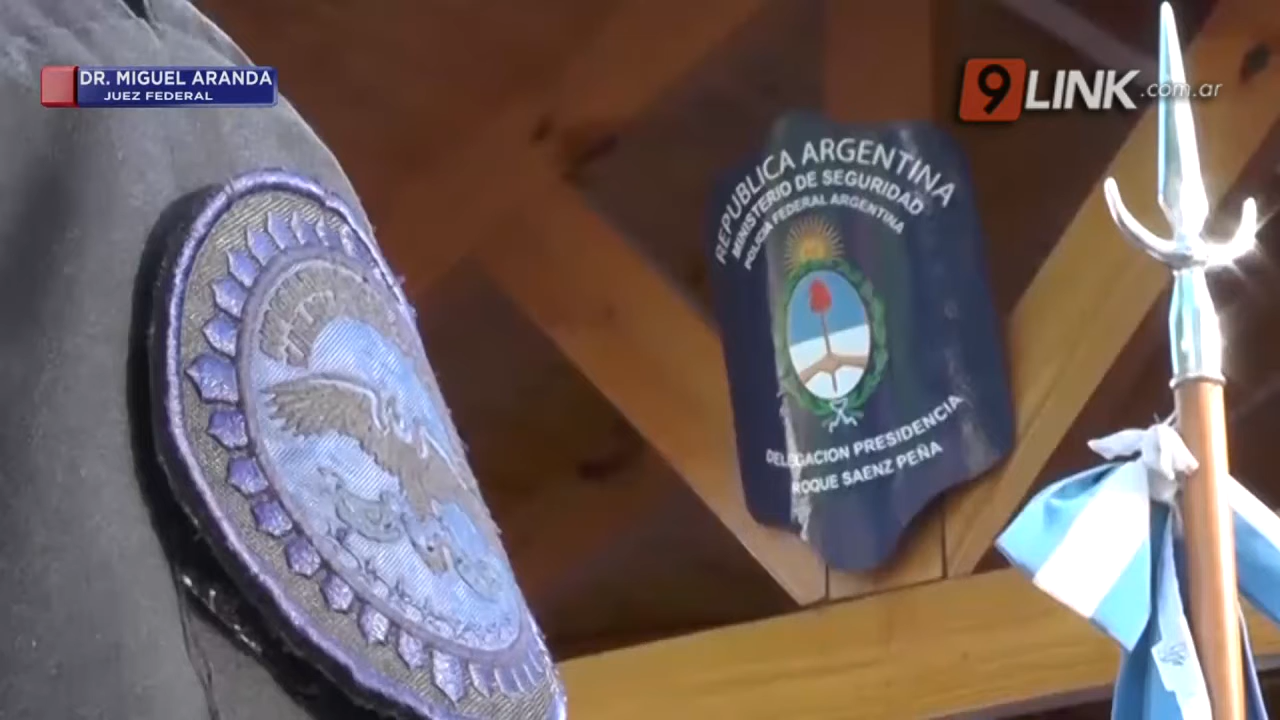 DR. MIGUEL ARANDA
JUEZ FEDERAL
9LINK.com.ar
REPUBLICA ARGENTINA
MINISTERIO DE SEGURIDAD
POLICIA FEDERAL ARGENTINA
DELEGACION PRESIDENCIA
ROQUE SAENZ PEÑA